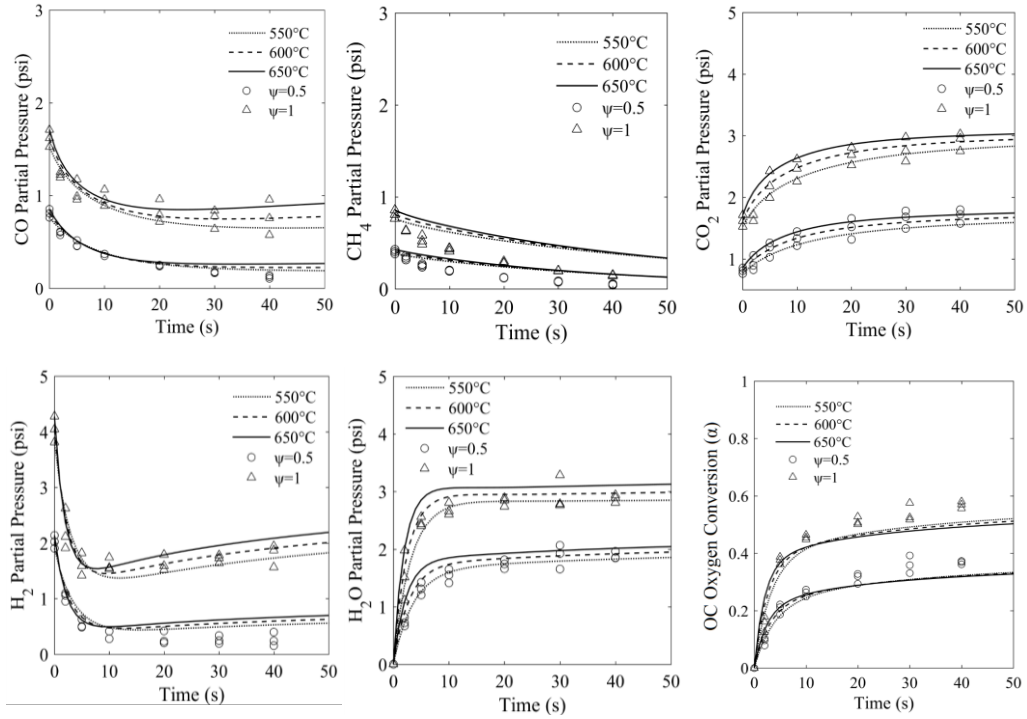 CO Partial Pressure (psi)
3
2
1
0
0 10 20 30 40 50
Time (s)
550°C
600°C
650°C
ψ=0.5
ψ=1
CH4 Partial Pressure (psi)
3
2
1
0
0 10 20 30 40 50
Time (s)
550°C
600°C
650°C
ψ=0.5
ψ=1
CO2 Partial Pressure (psi)
5
4
3
2
1
0 10 20 30 40 50
Time (s)
550°C
600°C
650°C
ψ=0.5
ψ=1
H2 Partial Pressure (psi)
5
4
3
2
1
0
0 10 20 30 40 50
Time (s)
550°C
600°C
650°C
ψ=0.5
ψ=1
H2O Partial Pressure (psi)
5
4
3
2
1
0
0 10 20 30 40 50
Time (s)
550°C
600°C
650°C
ψ=0.5
ψ=1
OC Oxygen Conversion (α)
1
0.8
0.6
0.4
0.2
0
0 10 20 30 40 50
Time (s)
550°C
600°C
650°C
ψ=0.5
ψ=1